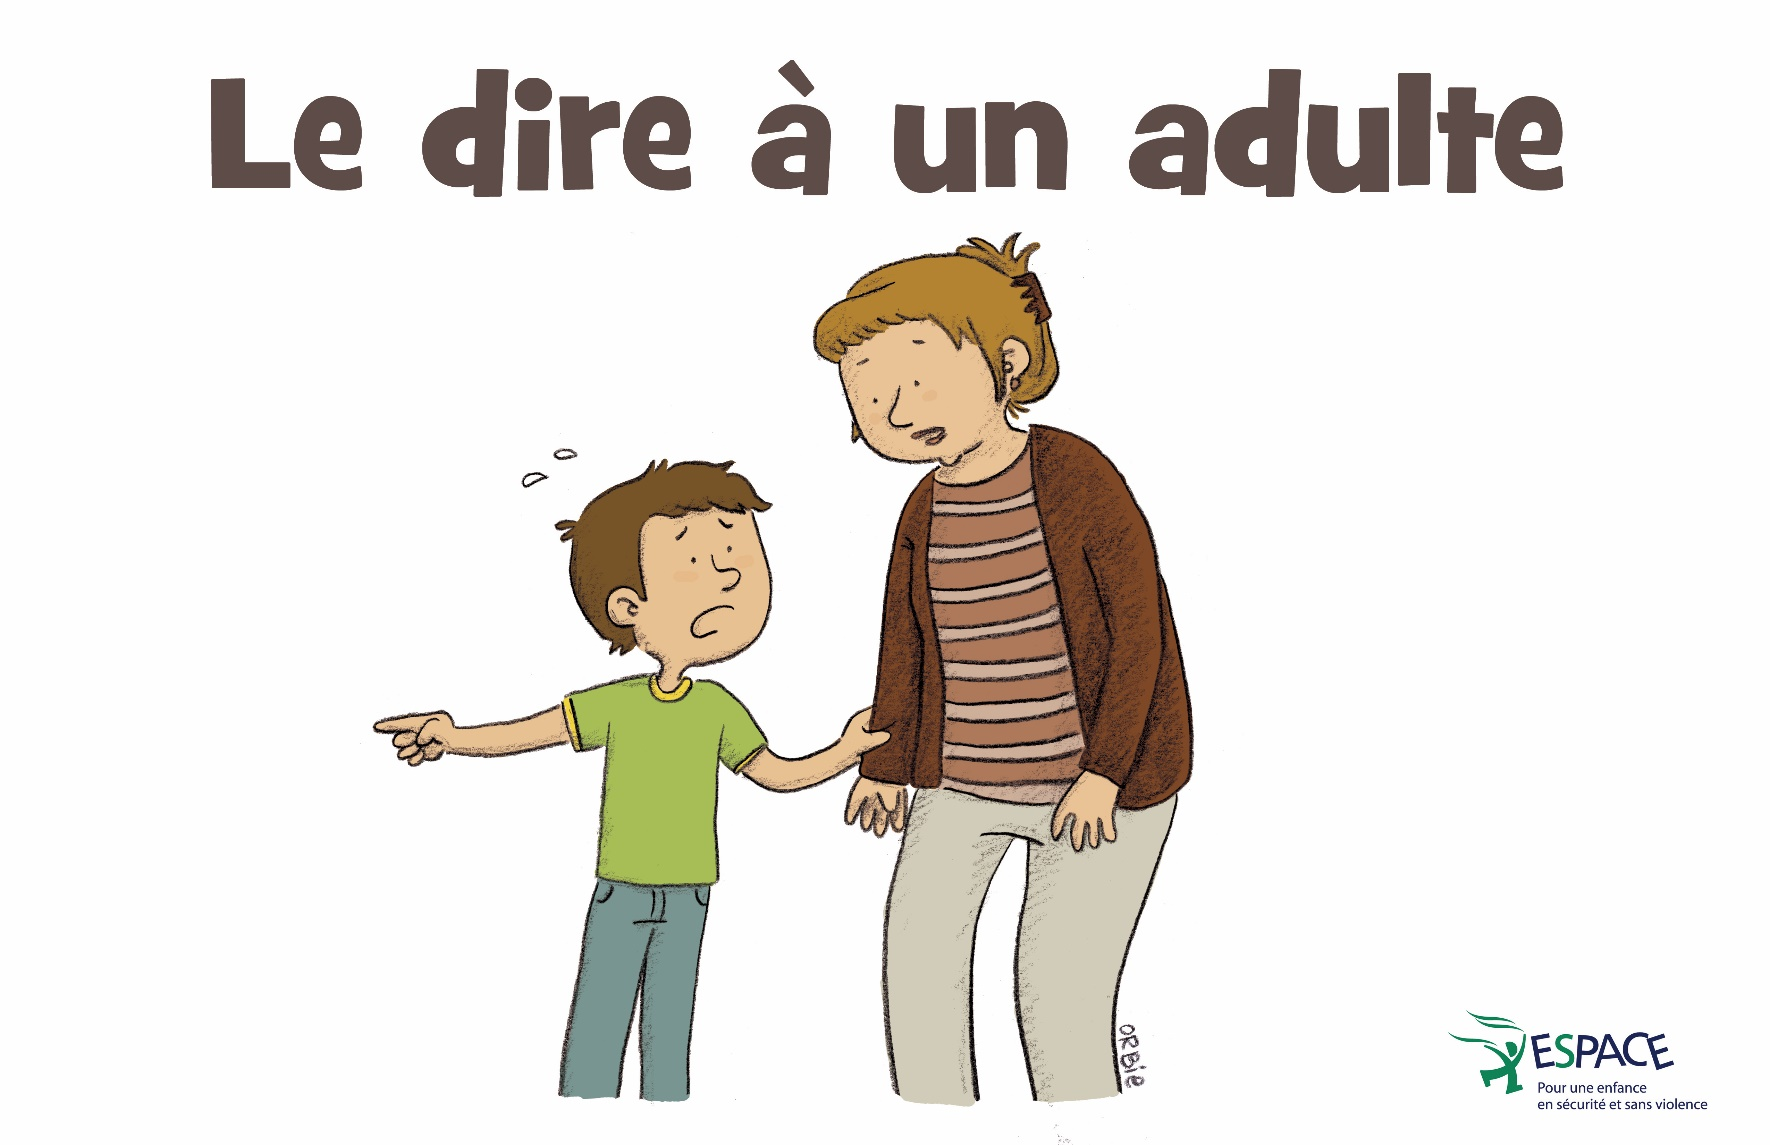 Le dire à un adulte
ORBIE
ESPACE
Pour une enfance
en sécurité et sans violence